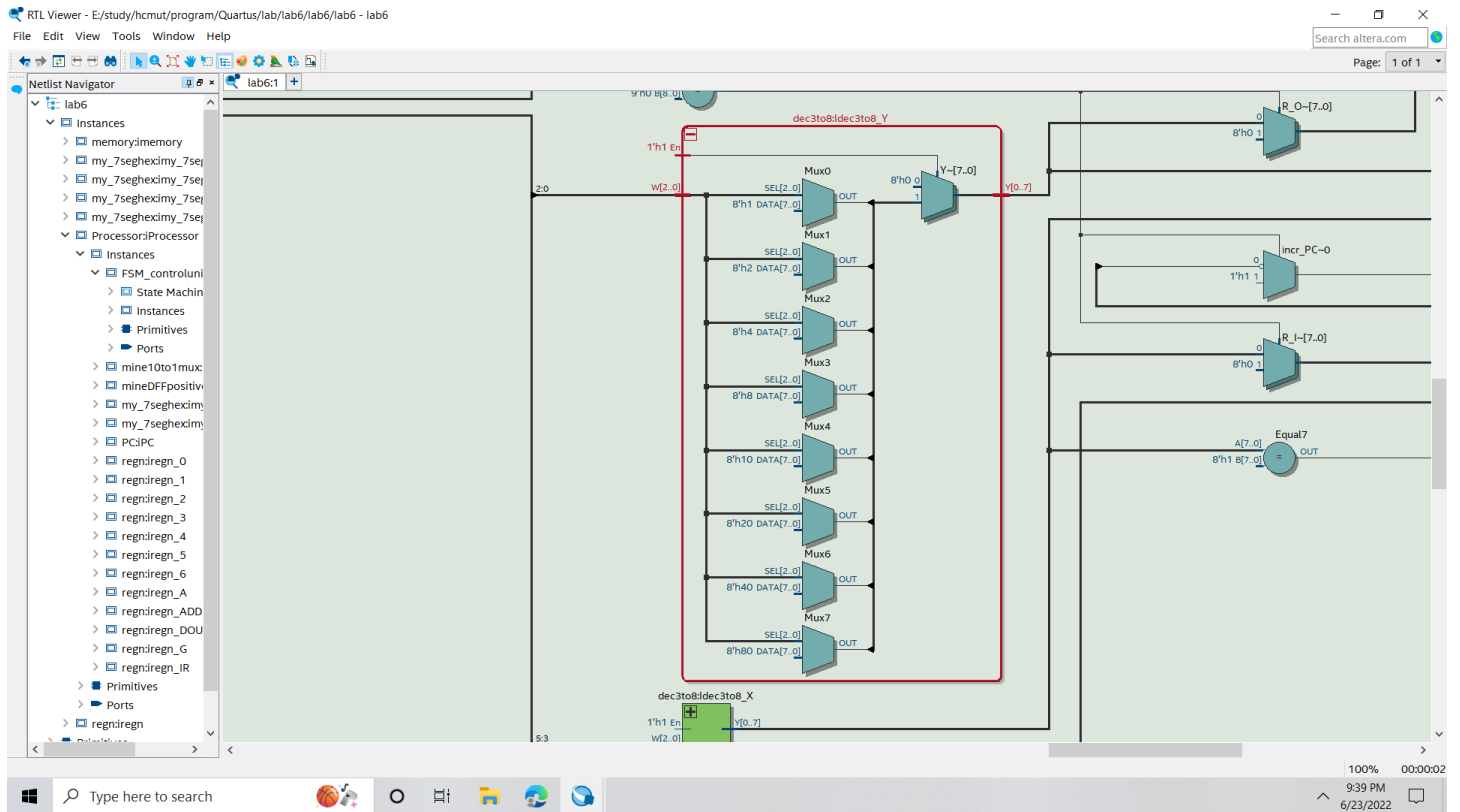 RTL Viewer - E:/study/hcmut/program/Quartus/lab/lab6/lab6/lab6 - lab6
File Edit View Tools Window Help
Search altera.com
Page: 1 of 1
Netlist Navigator
lab6:1
lab6
Instances
memory:imemory
my_7seghex:imy_7seg
my_7seghex:imy_7seg
my_7seghex:imy_7seg
my_7seghex:imy_7seg
Processor:iProcessor
Instances
FSM_controluni
State Machin
Instances
Primitives
Ports
mine10to1mux:
mineDFFpositiv
my_7seghex:imy
my_7seghex:imy
PC:iPC
regn:iregn_0
regn:iregn_1
regn:iregn_2
regn:iregn_3
regn:iregn_4
regn:iregn_5
regn:iregn_6
regn:iregn_A
regn:iregn_ADD
regn:iregn_DOU
regn:iregn_G
regn:iregn_IR
Primitives
Ports
regn:iregn
Primitives
9'h0 B[8..0]
2:0
5:3
dec3to8:Idec3to8_Y
1'h1 En
W[2..0]
Y[0..7]
Mux0
SEL[2..0]
8'h1 DATA[7..0]
OUT
Mux1
SEL[2..0]
8'h2 DATA[7..0]
OUT
Mux2
SEL[2..0]
8'h4 DATA[7..0]
OUT
Mux3
SEL[2..0]
8'h8 DATA[7..0]
OUT
Mux4
SEL[2..0]
8'h10 DATA[7..0]
OUT
Mux5
SEL[2..0]
8'h20 DATA[7..0]
OUT
Mux6
SEL[2..0]
8'h40 DATA[7..0]
OUT
Mux7
SEL[2..0]
8'h80 DATA[7..0]
OUT
Y~[7..0]
8'h0 0
1
dec3to8:Idec3to8_X
1'h1 En
W[2..0]
Y[0..7]
R_O~[7..0]
0
8'h0 1
incr_PC~0
0
1'h1 1
R_I~[7..0]
0
8'h0 1
Equal7
A[7..0]
8'h1 B[7..0]
=
OUT
100% 00:00:02
Type here to search
9:39 PM
6/23/2022